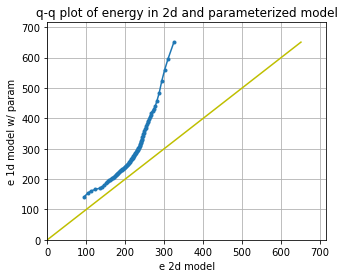 q-q plot of energy in 2d and parameterized model
700
600
500
400
300
200
100
0
e 1d model w/ param
0 100 200 300 400 500 600 700
e 2d model